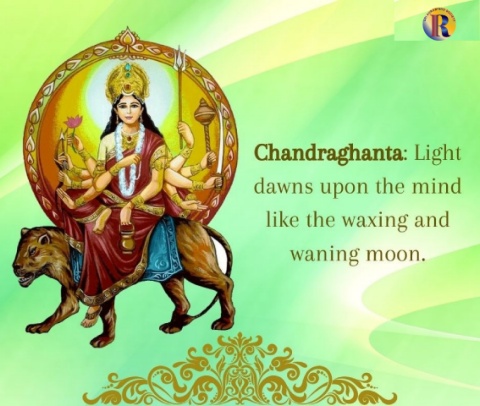 R
Chandraghanta: Light
dawns upon the mind
like the waxing and
waning moon.